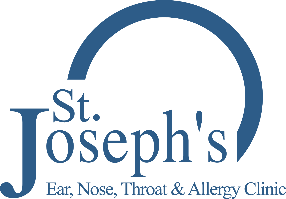 St.
Joseph's
Ear, Nose, Throat & Allergy Clinic